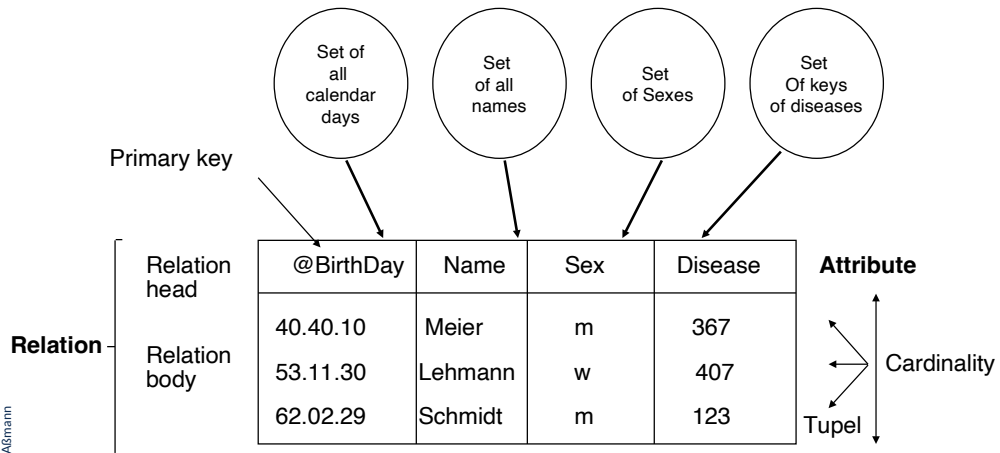 Set of
all
calendar
days
Set
of all
names
Set
of Sexes
Set
Of keys
of diseases
Primary key
Relation
head
@BirthDay Name Sex Disease
Attribute
Relation
Relation
body
40.40.10 Meier m 367
53.11.30 Lehmann w 407
62.02.29 Schmidt m 123
Cardinality
Tupel
Aßmann